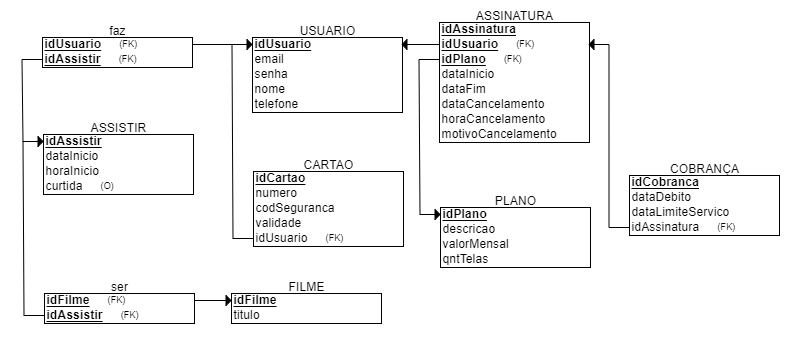 faz
idUsuario (FK)
idAssistir (FK)
USUARIO
idUsuario
email
senha
nome
telefone
ASSINATURA
idAssinatura
idUsuario (FK)
idPlano (FK)
dataInicio
dataFim
dataCancelamento
horaCancelamento
motivoCancelamento
ASSISTIR
idAssistir
dataInicio
horaInicio
curtida (O)
CARTAO
idCartao
numero
codSeguranca
validade
idUsuario (FK)
PLANO
idPlano
descricao
valorMensal
qntTelas
COBRANÇA
idCobranca
dataDebito
dataLimiteServico
idAssinatura (FK)
ser
idFilme (FK)
idAssistir (FK)
FILME
idFilme
titulo